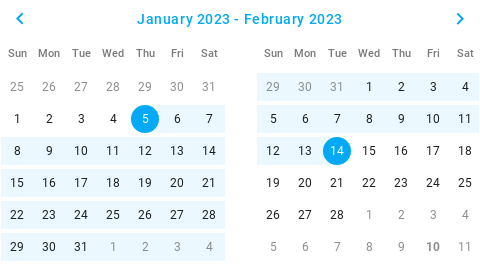 January 2023 - February 2023
Sun Mon Tue Wed Thu Fri Sat
25 26 27 28 29 30 31
1 2 3 4 5 6 7
8 9 10 11 12 13 14
15 16 17 18 19 20 21
22 23 24 25 26 27 28
29 30 31 1 2 3 4
Sun Mon Tue Wed Thu Fri Sat
29 30 31 1 2 3 4
5 6 7 8 9 10 11
12 13 14 15 16 17 18
19 20 21 22 23 24 25
26 27 28 1 2 3 4
5 6 7 8 9 10 11